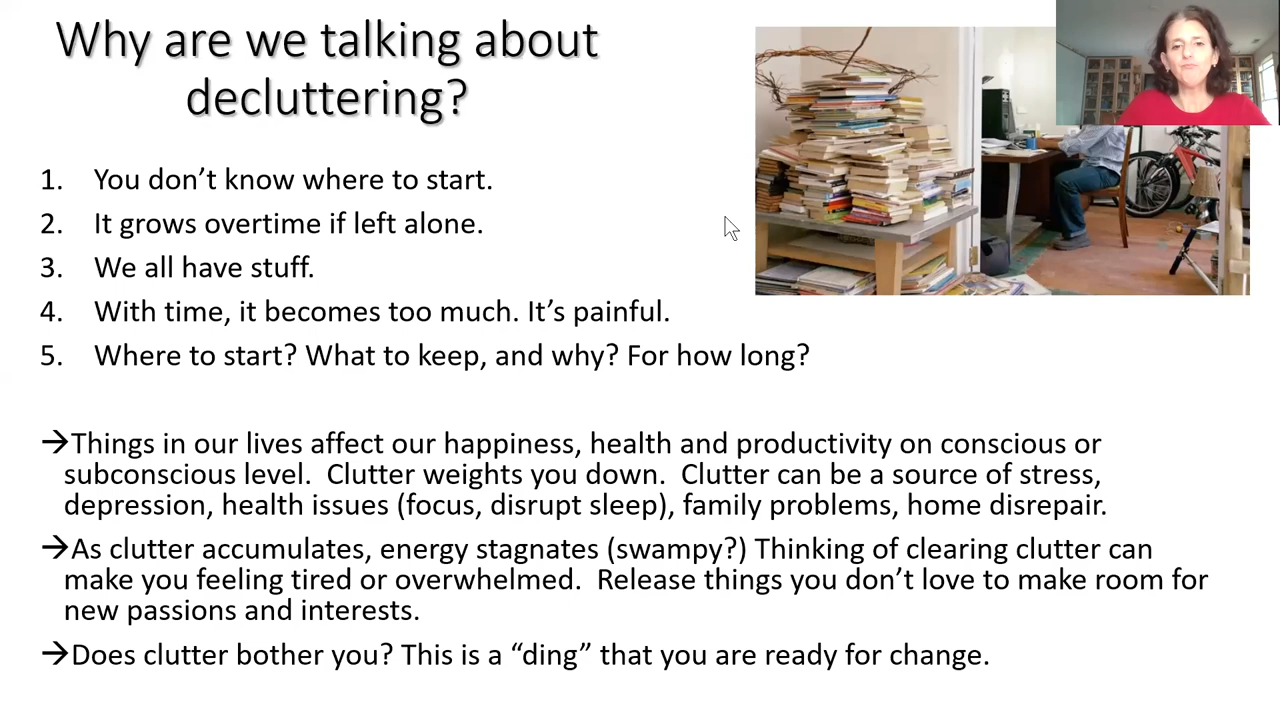 Why are we talking about
decluttering?
1. You don’t know where to start.
2. It grows overtime if left alone.
3. We all have stuff.
4. With time, it becomes too much. It’s painful.
5. Where to start? What to keep, and why? For how long?
→Things in our lives affect our happiness, health and productivity on conscious or
subconscious level. Clutter weights you down. Clutter can be a source of stress,
depression, health issues (focus, disrupt sleep), family problems, home disrepair.
→As clutter accumulates, energy stagnates (swampy?) Thinking of clearing clutter can
make you feeling tired or overwhelmed. Release things you don’t love to make room for
new passions and interests.
→Does clutter bother you? This is a “ding” that you are ready for change.